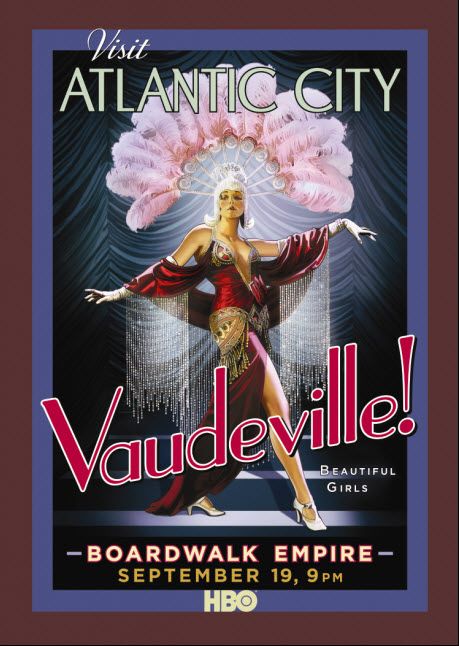 Visit
ATLANTIC CITY
Vaudeville!
BEAUTIFUL
GIRLS
–BOARDWALK EMPIRE–
SEPTEMBER 19, 9PM
HBO